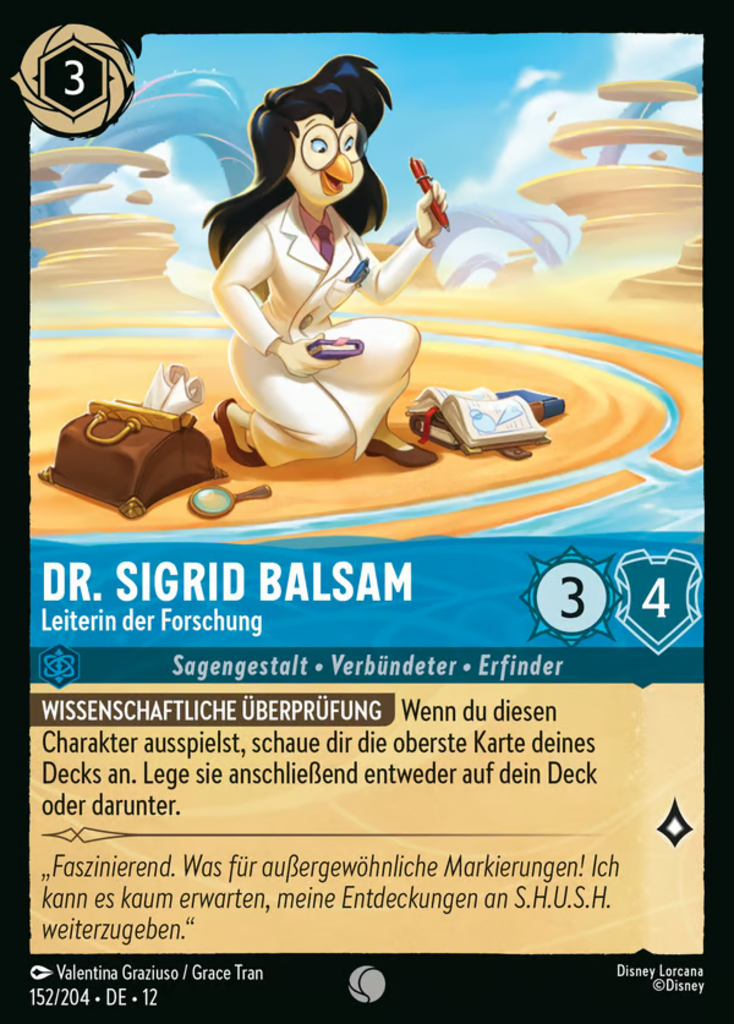 3
DR. SIGRID BALSAM
Leiterin der Forschung
3
4
Sagengestalt • Verbündeter • Erfinder
WISSENSCHAFTLICHE ÜBERPRÜFUNG Wenn du diesen
Charakter ausspielst, schaue dir die oberste Karte deines
Decks an. Lege sie anschließend entweder auf dein Deck
oder darunter.
„Faszinierend. Was für außergewöhnliche Markierungen! Ich
kann es kaum erwarten, meine Entdeckungen an S.H.U.S.H.
weiterzugeben.“
Valentina Graziuso / Grace Tran
152/204 • DE • 12
Disney Lorcana
©Disney